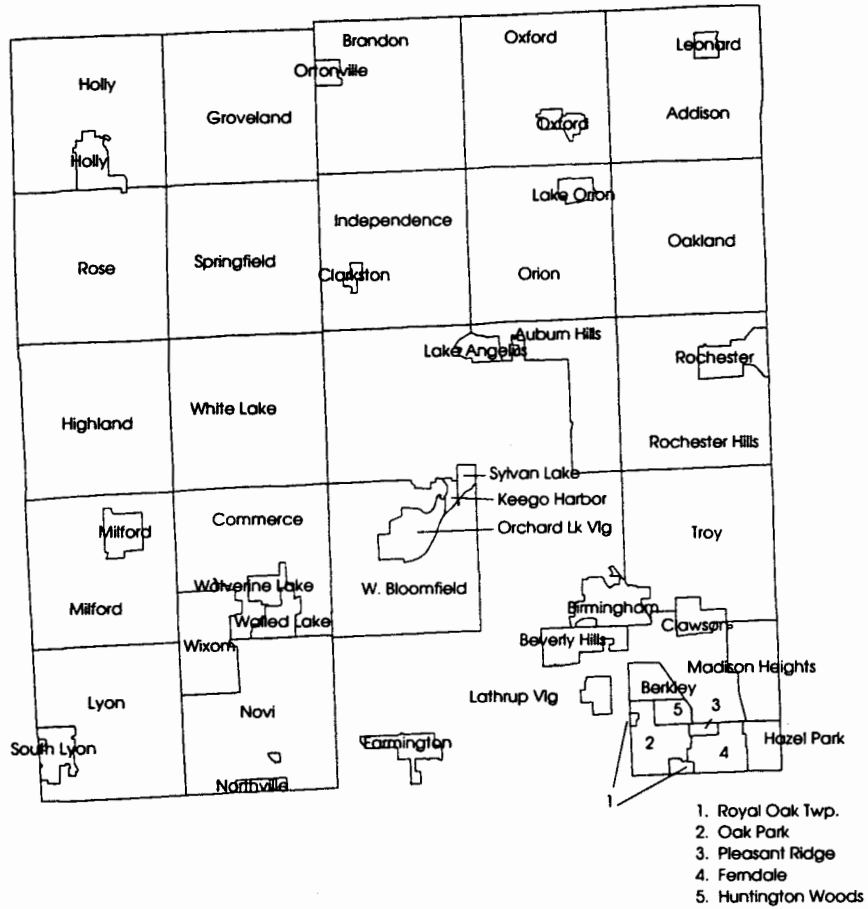 Brandon
Oxford
Leonard
Holly
Ortonville
Groveland
Oxford
Addison
Holly
Lake Orion
Independence
Oakland
Rose
Springfield
Clarkston
Orion
Auburn Hills
Lake Angelus
Rochester
Highland
White Lake
Rochester Hills
Sylvan Lake
Keego Harbor
Orchard Lk Vlg
Milford
Commerce
Troy
Wolverine Lake
W. Bloomfield
Milford
Birmingham
Walled Lake
Clawson
Beverly Hills
Wixom
Madison Heights
Berkley
Lathrup Vlg
Lyon
Novi
5
3
South Lyon
Farmington
2
4
Hazel Park
Northville
1
1. Royal Oak Twp.
2. Oak Park
3. Pleasant Ridge
4. Ferndale
5. Huntington Woods